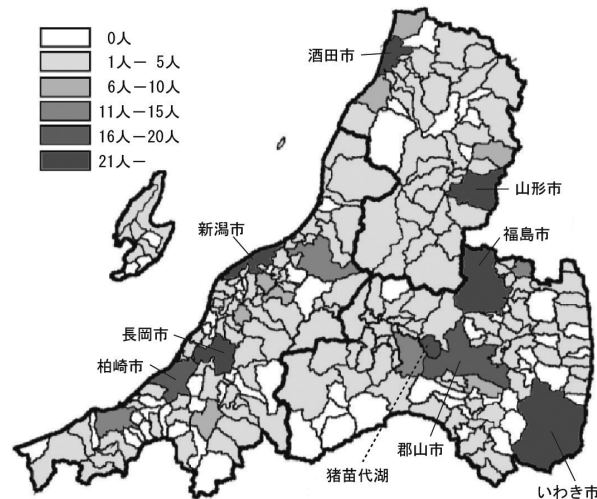 0人
1人－ 5人
6人－10人
11人－15人
16人－20人
21人－
酒田市
山形市
新潟市
福島市
長岡市
柏崎市
郡山市
猪苗代湖
いわき市